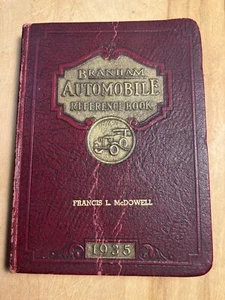 BRANHAM
AUTOMOBILE
REFERENCE BOOK
FRANCIS L. McDOWELL
1935